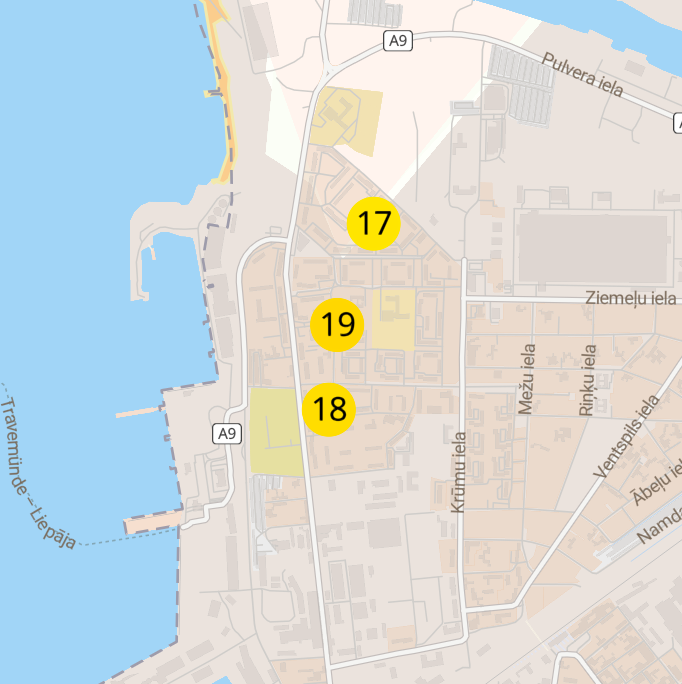 A9
Pulvera iela
17
Ziemeļu iela
19
Mežu iela
Riņķu iela
18
Ventspils iela
A9
Travemünde – Liepāja
Krūmu iela
Ābeļu iel
Namda